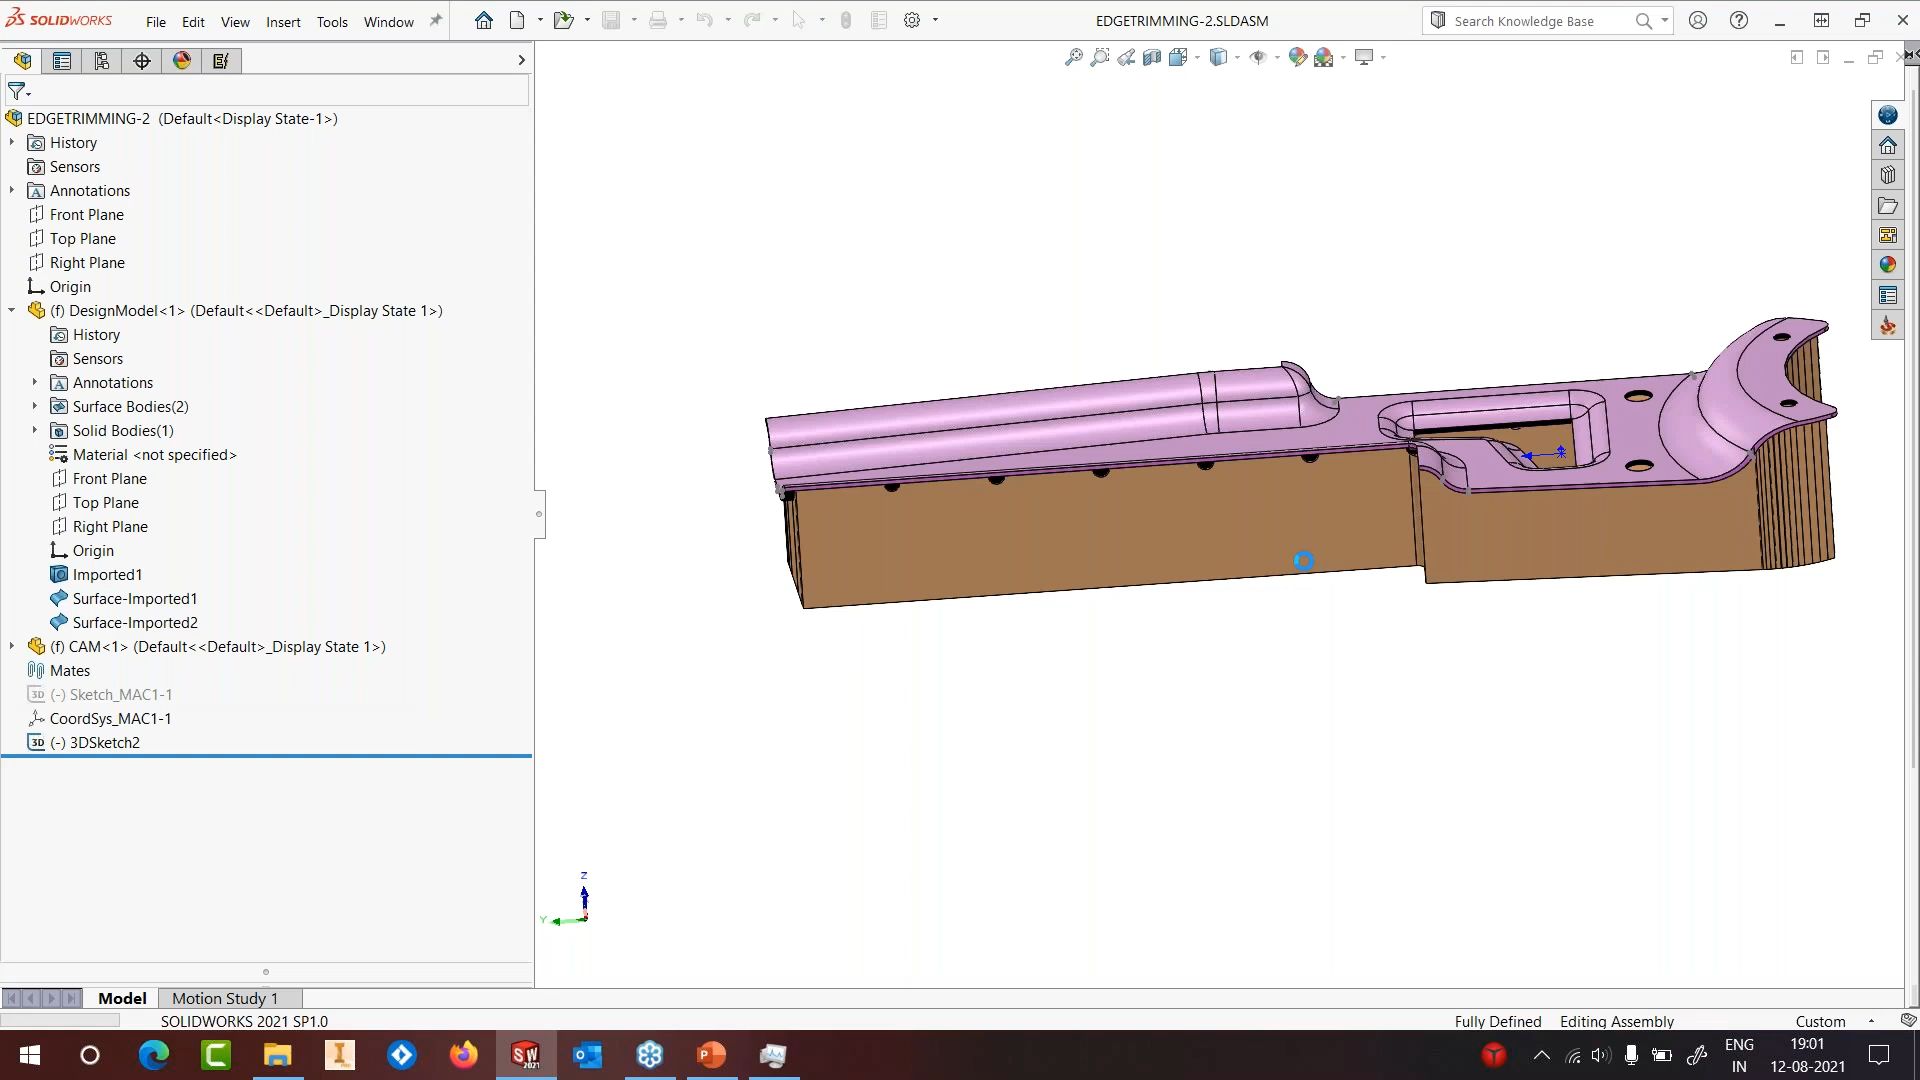 SOLIDWORKS File Edit View Insert Tools Window EDGETRIMMING-2.SLDASM Search Knowledge Base
EDGETRIMMING-2 (Default<Display State-1>)
History
Sensors
Annotations
Front Plane
Top Plane
Right Plane
Origin
(f) DesignModel<1> (Default<<Default>_Display State 1>)
History
Sensors
Annotations
Surface Bodies(2)
Solid Bodies(1)
Material <not specified>
Front Plane
Top Plane
Right Plane
Origin
Imported1
Surface-Imported1
Surface-Imported2
(f) CAM<1> (Default<<Default>_Display State 1>)
Mates
3D (-) Sketch_MAC1-1
CoordSys_MAC1-1
3D (-) 3DSketch2
Z
Y
Model Motion Study 1
SOLIDWORKS 2021 SP1.0 Fully Defined Editing Assembly Custom
ENG 19:01
IN 12-08-2021